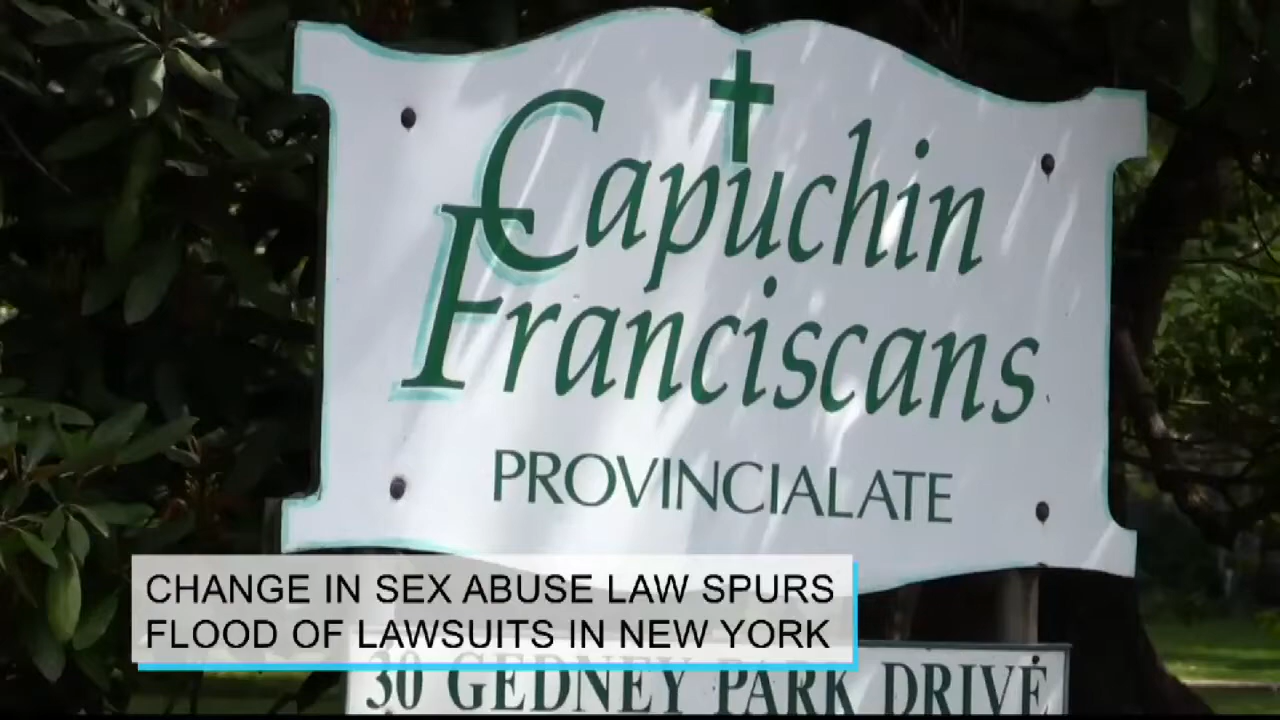 Capuchin
Franciscans
PROVINCIALATE
CHANGE IN SEX ABUSE LAW SPURS
FLOOD OF LAWSUITS IN NEW YORK
30 GEDNEY PARK DRIVE